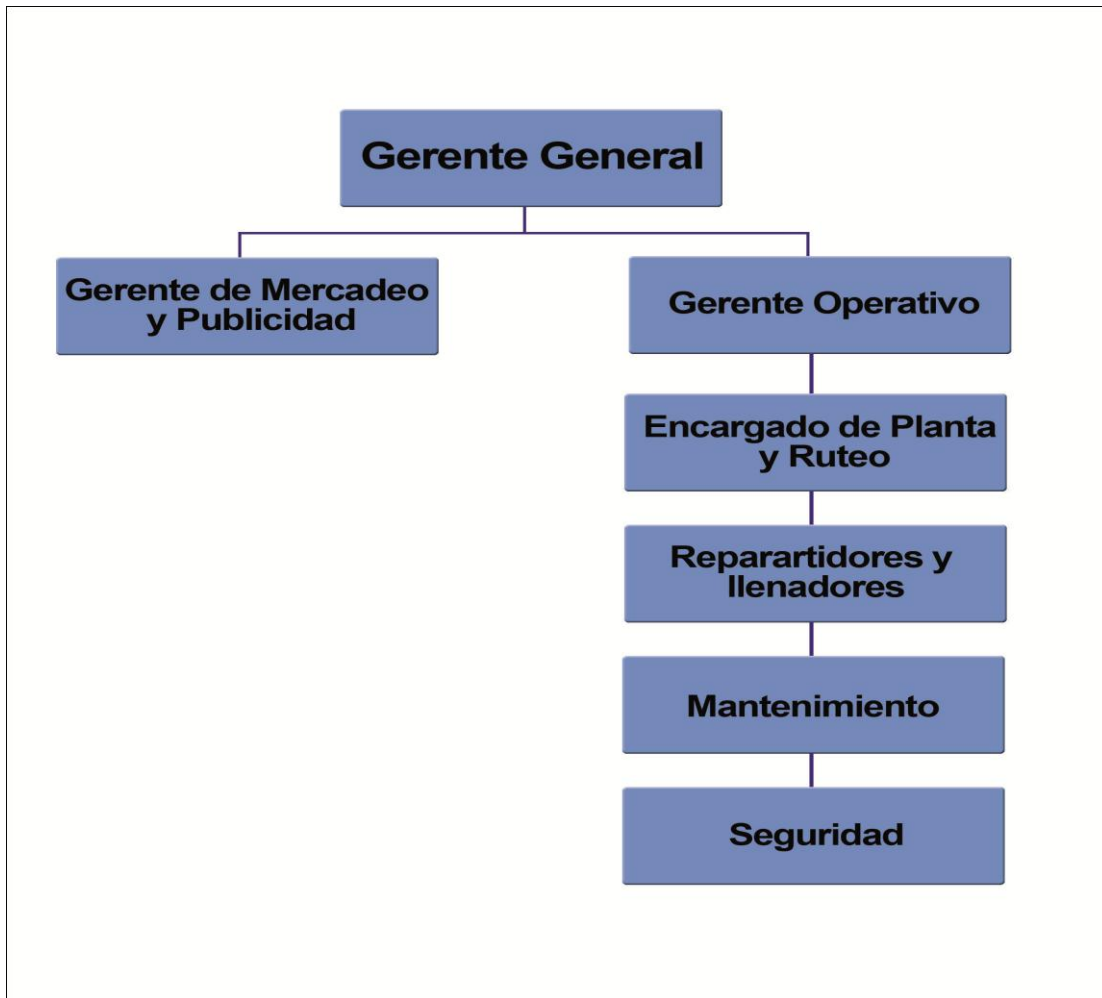 Gerente General
Gerente de Mercadeo
y Publicidad
Gerente Operativo
Encargado de Planta
y Ruteo
Reparartidores y
llenadores
Mantenimiento
Seguridad